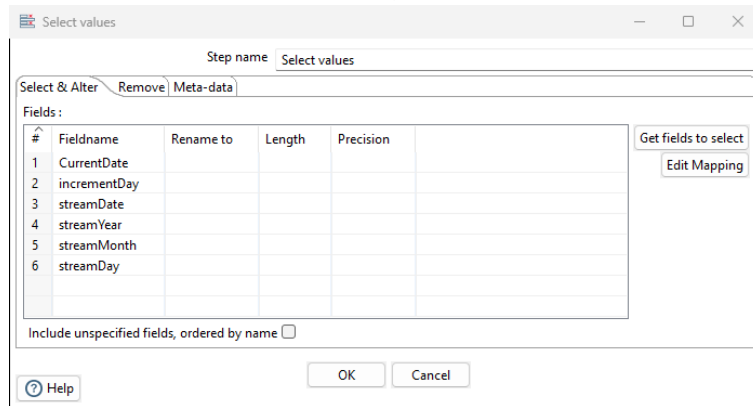 Select values
Step name Select values
Select & Alter Remove Meta-data
Fields :
# Fieldname Rename to Length Precision
Get fields to select
1 CurrentDate
Edit Mapping
2 incrementDay
3 streamDate
4 streamYear
5 streamMonth
6 streamDay
Include unspecified fields, ordered by name
OK Cancel
Help